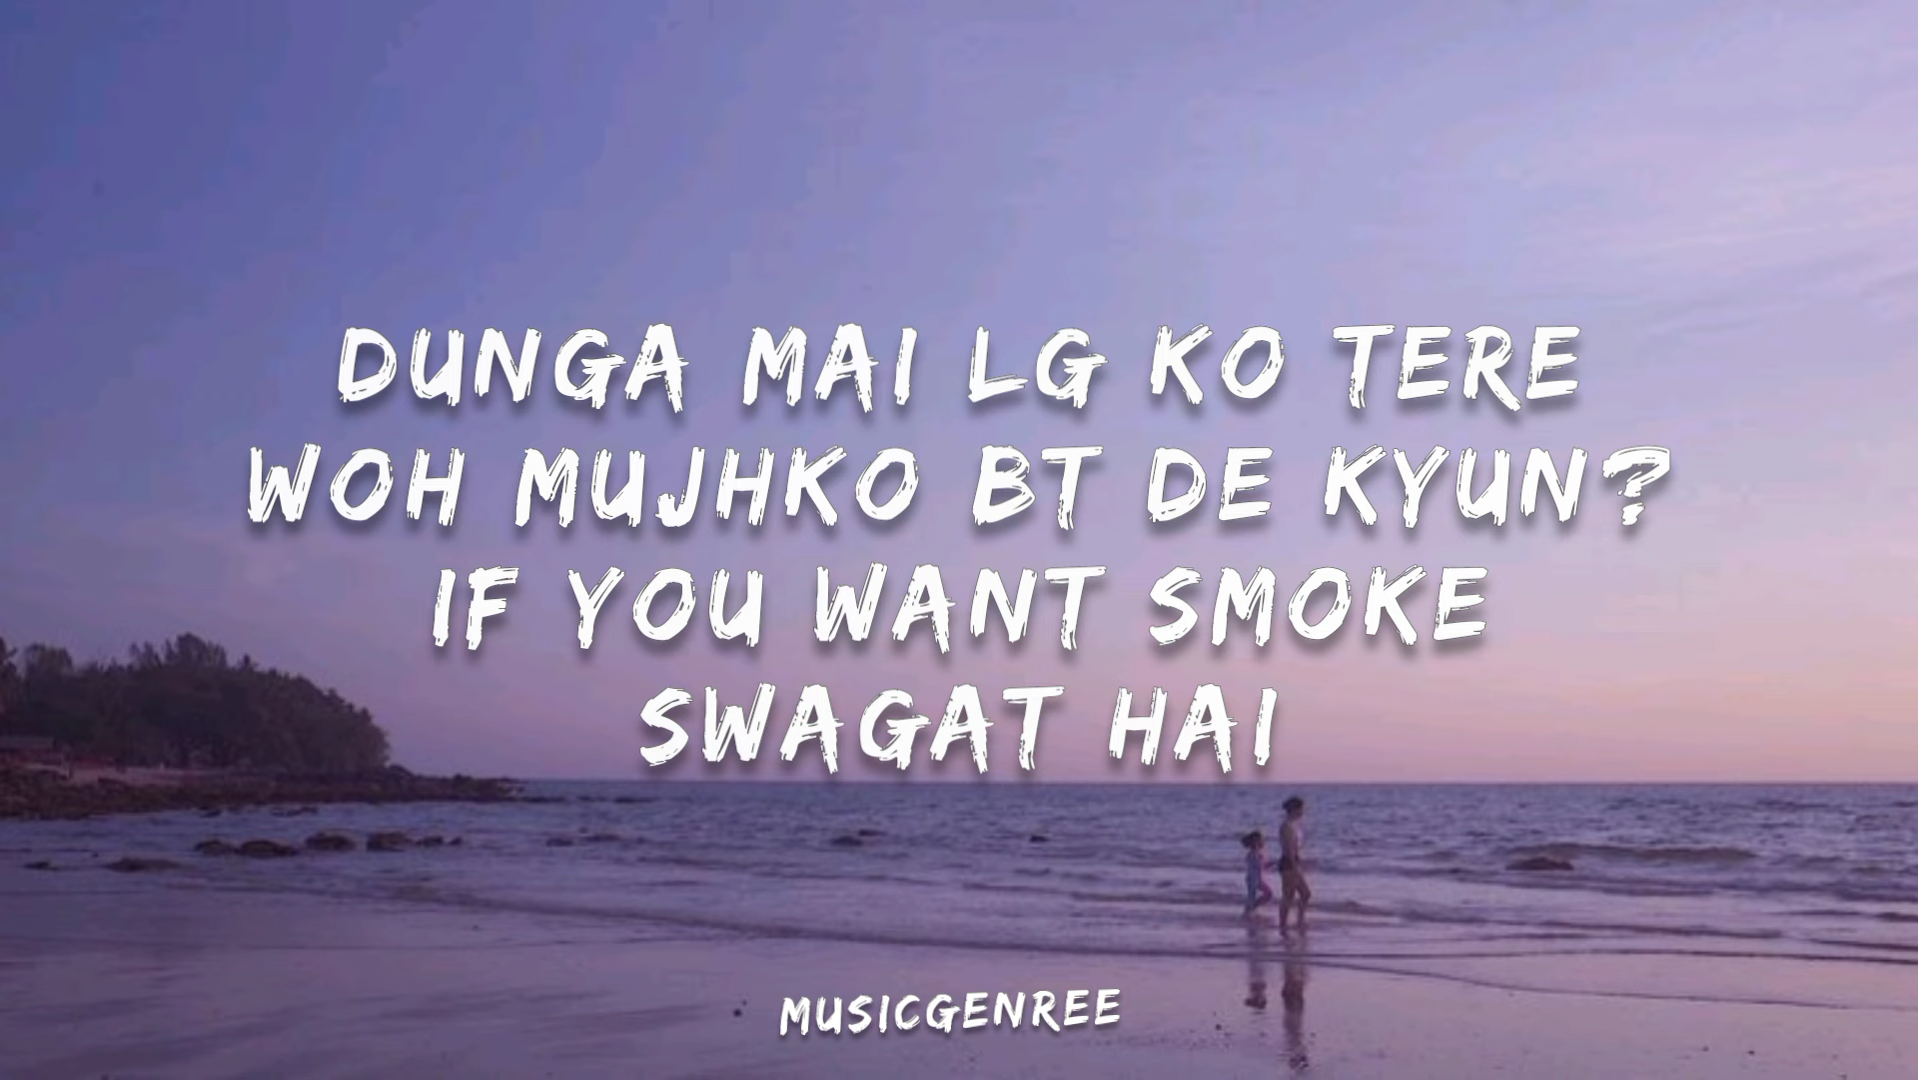 DUNGA MAI LG KO TERE
WOH MUJHKO BT DE KYUN?
IF YOU WANT SMOKE
SWAGAT HAI
MUSICGENREE